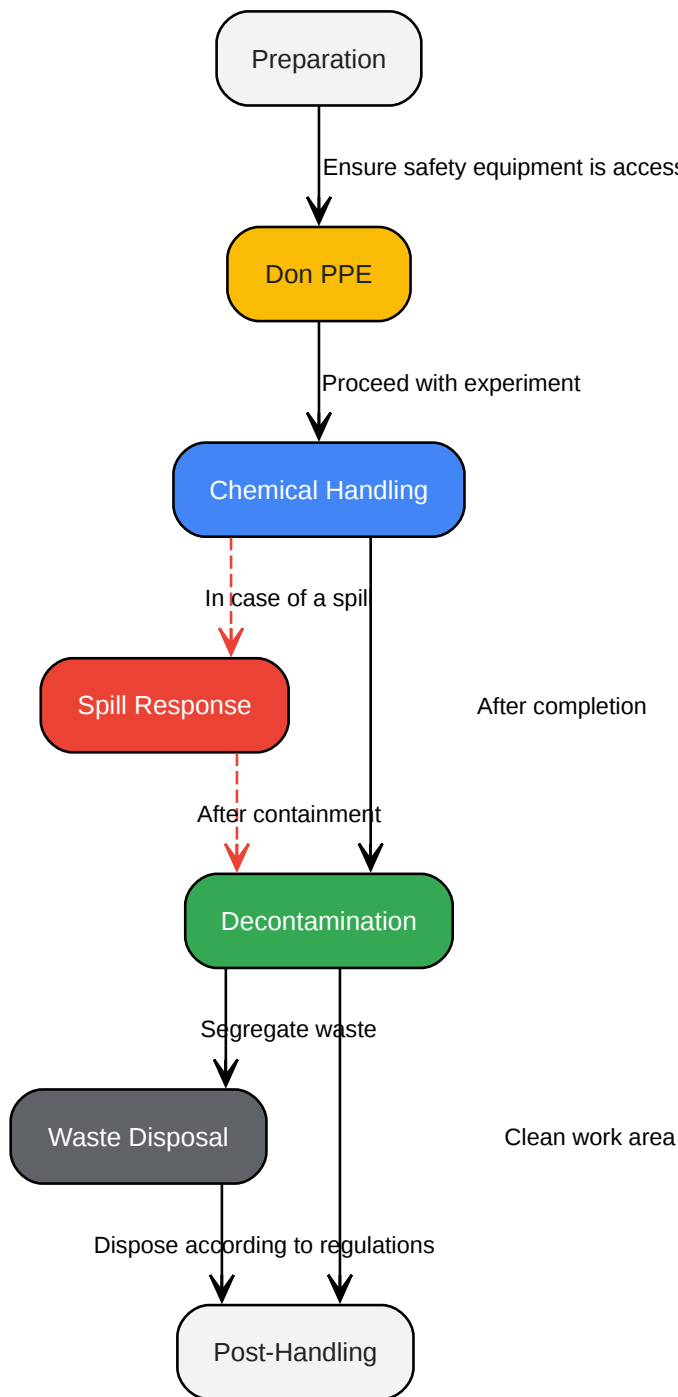 Preparation
Ensure safety equipment is access
Don PPE
Proceed with experiment
Chemical Handling
In case of a spill
Spill Response
After completion
After containment
Decontamination
Segregate waste
Waste Disposal
Clean work area
Dispose according to regulations
Post-Handling